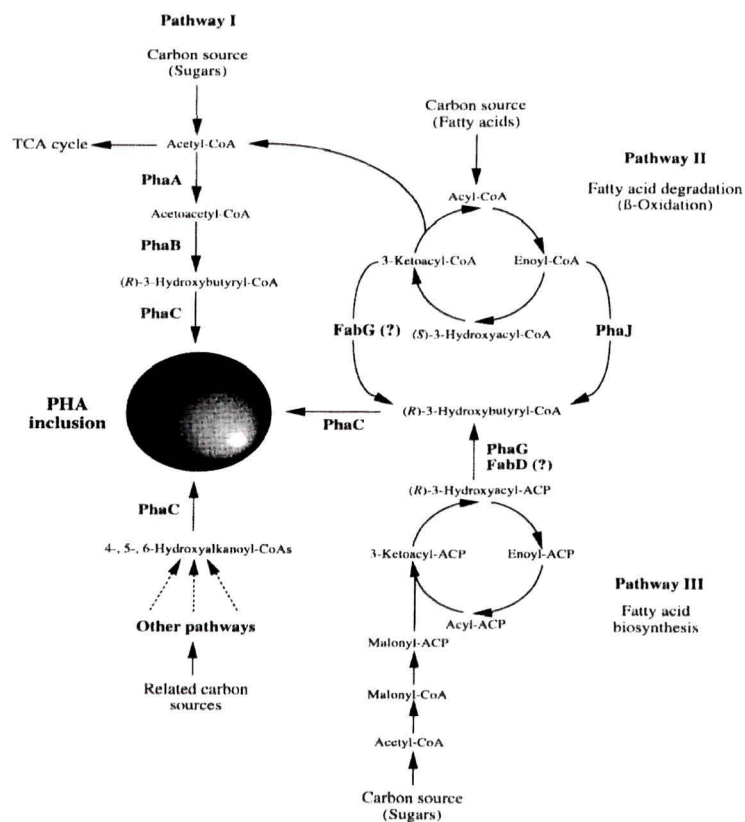 Pathway I
Carbon source
(Sugars)
TCA cycle
Acetyl-CoA
PhaA
Acetoacetyl-CoA
PhaB
(R)-3-Hydroxybutyryl-CoA
PhaC
PHA
inclusion
PhaC
4-, 5-, 6-Hydroxyalkanoyl-CoAs
Other pathways
Related carbon
sources
Carbon source
(Fatty acids)
Pathway II
Fatty acid degradation
(ß-Oxidation)
Acyl-CoA
3-Ketoacyl-CoA
Enoyl-CoA
(S)-3-Hydroxyacyl-CoA
FabG (?)
PhaJ
(R)-3-Hydroxybutyryl-CoA
PhaC
PhaG
FabD (?)
(R)-3-Hydroxyacyl-ACP
3-Ketoacyl-ACP
Enoyl-ACP
Acyl-ACP
Pathway III
Fatty acid
biosynthesis
Malonyl-ACP
Malonyl-CoA
Acetyl-CoA
Carbon source
(Sugars)